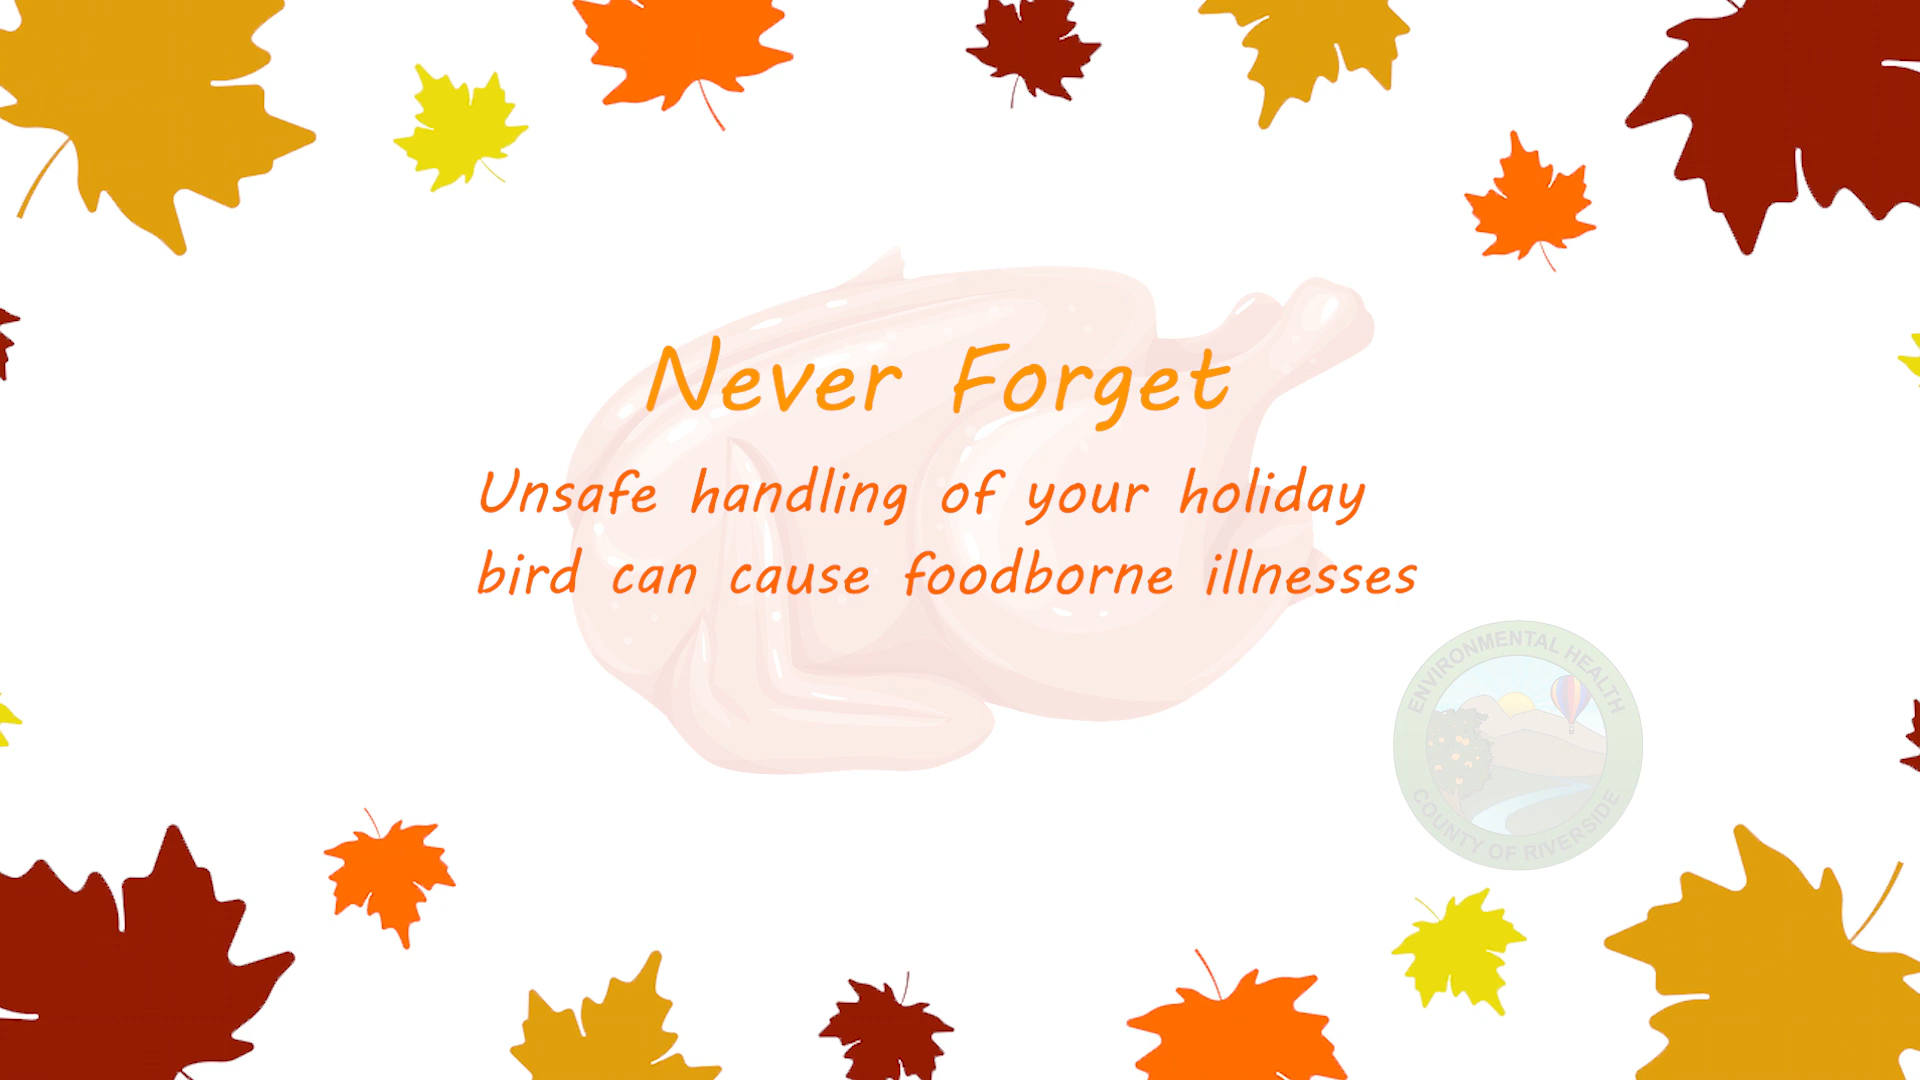 Never Forget
Unsafe handling of your holiday
bird can cause foodborne illnesses
ENVIRONMENTAL HEALTH
COUNTY OF RIVERSIDE